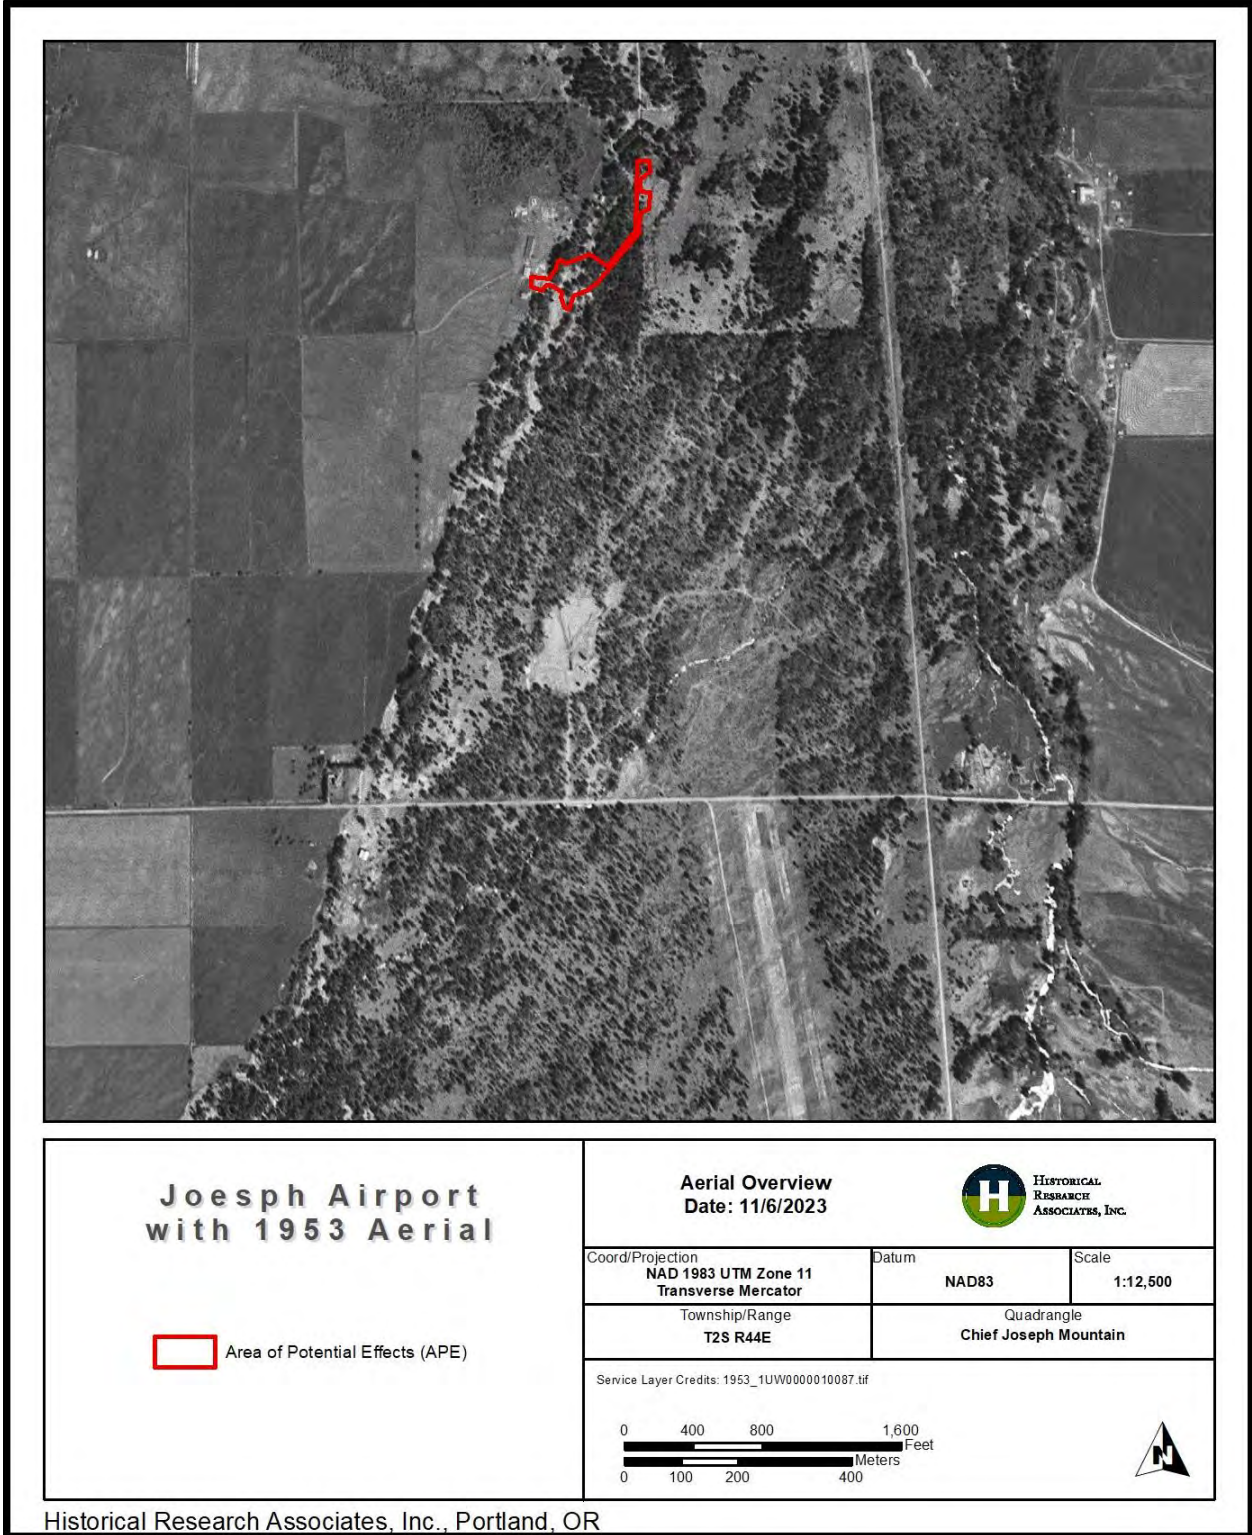 Joesph Airport
with 1953 Aerial
Area of Potential Effects (APE)
Aerial Overview
Date: 11/6/2023
H
HISTORICAL
RESEARCH
ASSOCIATES, INC.
Coord/Projection
NAD 1983 UTM Zone 11
Transverse Mercator
Datum
NAD83
Scale
1:12,500
Township/Range
T2S R44E
Quadrangle
Chief Joseph Mountain
Service Layer Credits: 1953_1UW0000010087.tif
0 400 800 1,600
Feet
Meters
0 100 200 400
N
Historical Research Associates, Inc., Portland, OR